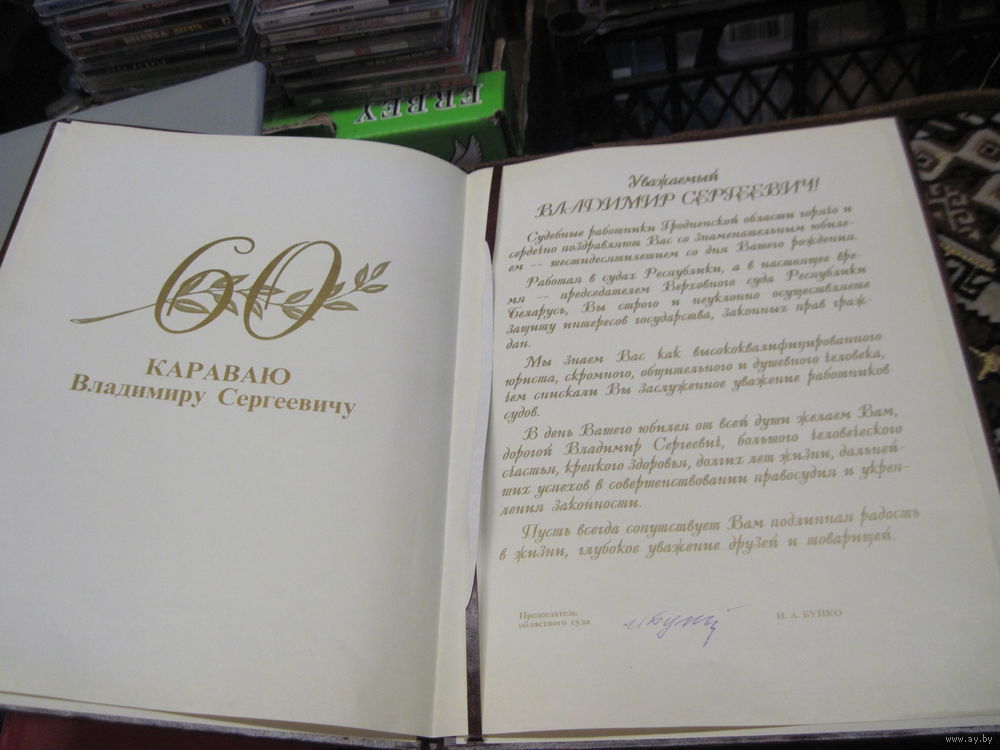 ERBEY
60
КАРАВАЮ
Владимиру Сергеевичу
Уважаемый
ВЛАДИМИР СЕРГЕЕВИЧ!
Судебные работники Гродненской области горячо и
сердечно поздравляют Вас со знаменательным юбиле-
ем -- шестидесятилетием со дня Вашего рождения.
Работая в судах Республики, а в настоящее вре-
мя -- председателем Верховного суда Республики
Беларусь, Вы строго и неуклонно осуществляете
защиту интересов государства, законных прав граж-
дан.
Мы знаем Вас как высококвалифицированного
юриста, скромного, общительного и душевного человека,
чем снискали Вы заслуженное уважение работников
судов.
В день Вашего юбилея от всей души желаем Вам,
дорогой Владимир Сергеевич, большого человеческого
счастья, крепкого здоровья, долгих лет жизни, дальней-
ших успехов в совершенствовании правосудия и укреп-
ления законности.
Пусть всегда сопутствует Вам подлинная радость
в жизни, глубокое уважение друзей и товарищей.
Председатель
областного суда
И. А. БУЙКО
www.ay.by